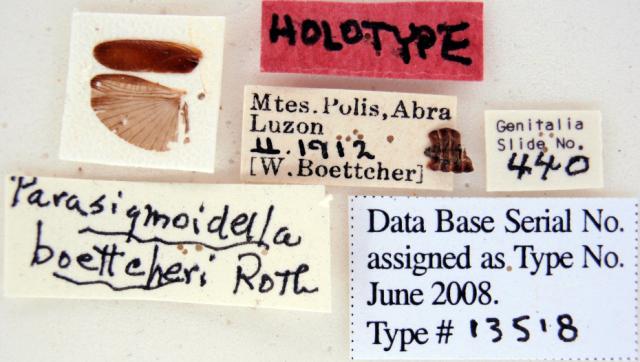 HOLOTYPE
Mtes. Polis, Abra
Luzon
II. 1912
[W. Boettcher]
Genitalia
Slide No.
440
Parasigmoidella
boettcheri Roth
Data Base Serial No.
assigned as Type No.
June 2008.
Type # 13518